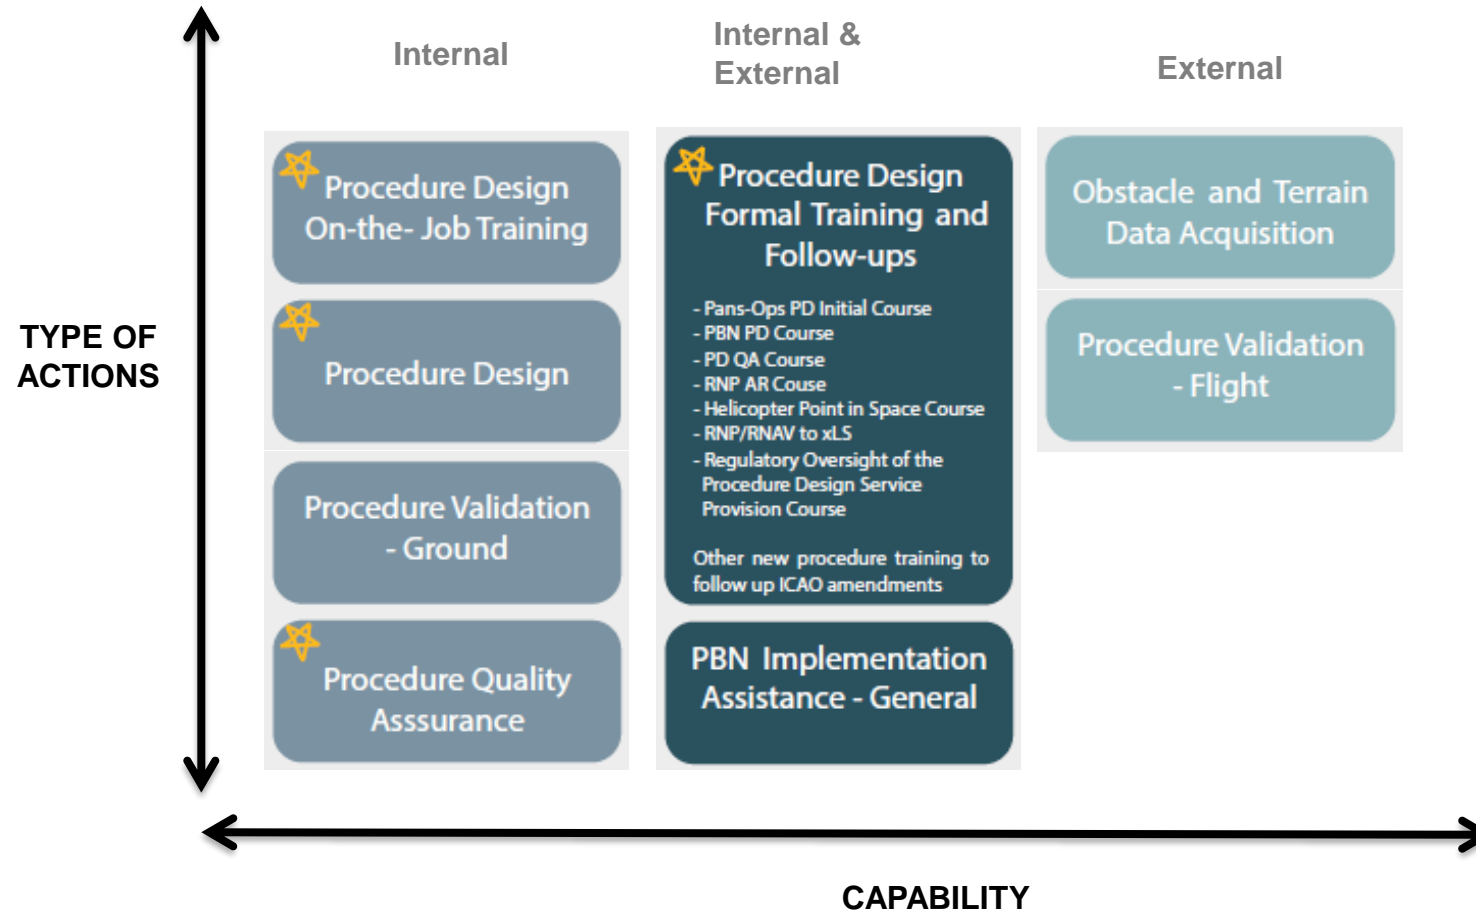 Internal
Internal &
External
External
TYPE OF
ACTIONS
Procedure Design
On-the- Job Training
Procedure Design
Procedure Validation
- Ground
Procedure Quality
Asssurance
Procedure Design
Formal Training and
Follow-ups
- Pans-Ops PD Initial Course
- PBN PD Course
- PD QA Course
- RNP AR Couse
- Helicopter Point in Space Course
- RNP/RNAV to xLS
- Regulatory Oversight of the
Procedure Design Service
Provision Course
Other new procedure training to
follow up ICAO amendments
PBN Implementation
Assistance - General
Obstacle and Terrain
Data Acquisition
Procedure Validation
- Flight
CAPABILITY